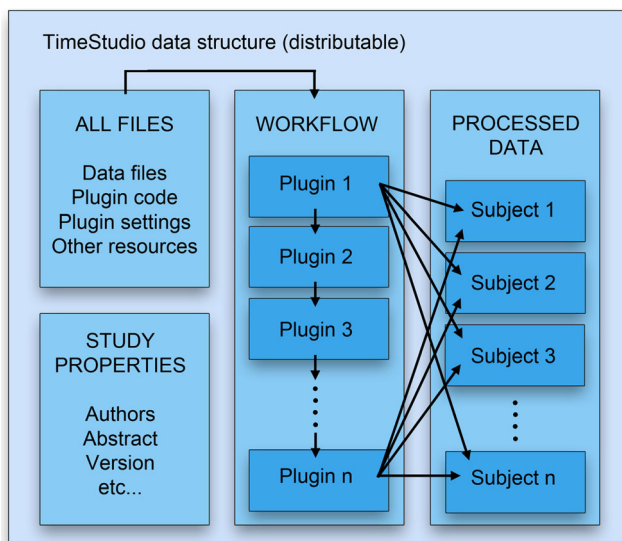 TimeStudio data structure (distributable)
ALL FILES
Data files
Plugin code
Plugin settings
Other resources
STUDY
PROPERTIES
Authors
Abstract
Version
etc...
WORKFLOW
Plugin 1
Plugin 2
Plugin 3
Plugin n
PROCESSED
DATA
Subject 1
Subject 2
Subject 3
Subject n